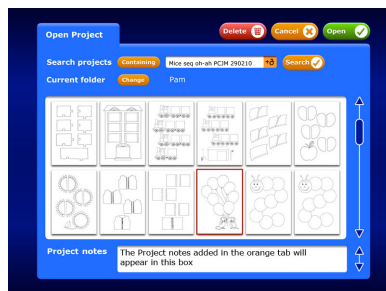 Open Project
Delete
Cancel
Open
Search projects
Containing
Mice seq oh-ah PCJM 290210
Search
Current folder
Change
Pam
Project notes
The Project notes added in the orange tab will
appear in this box